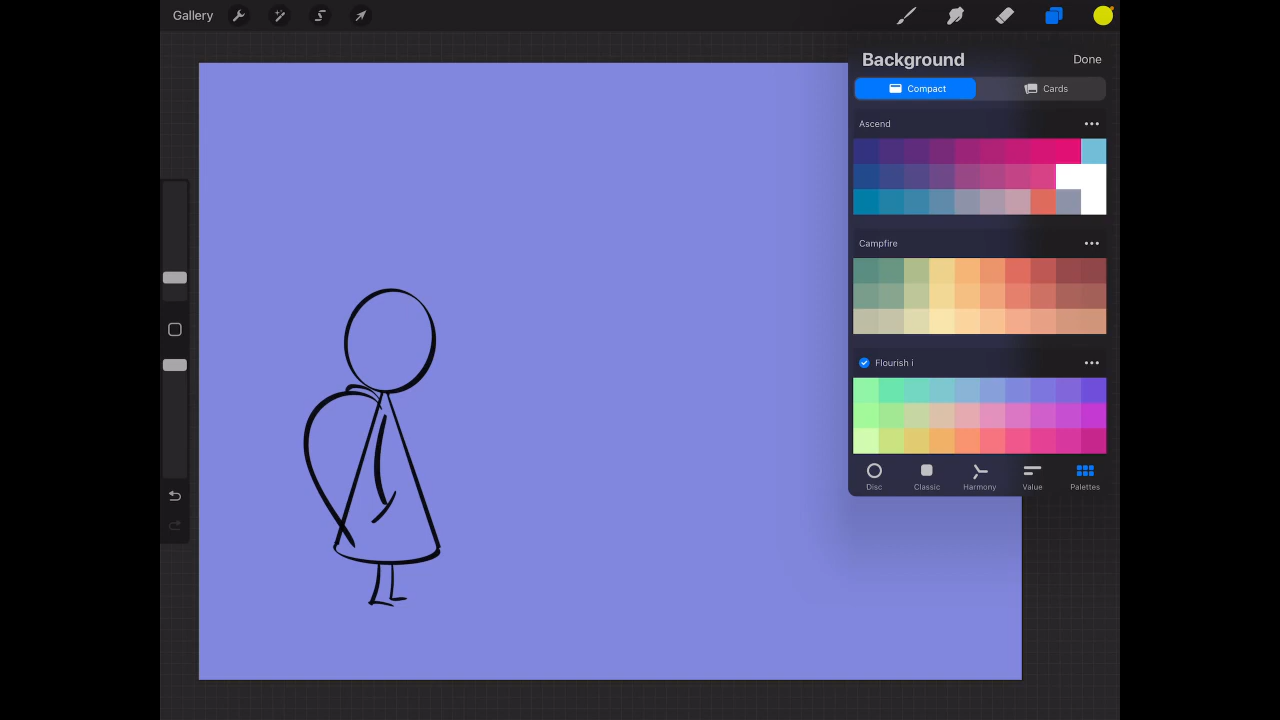 Gallery
Background Done
Compact Cards
Ascend
Campfire
Flourish i
Disc Classic Harmony Value Palettes